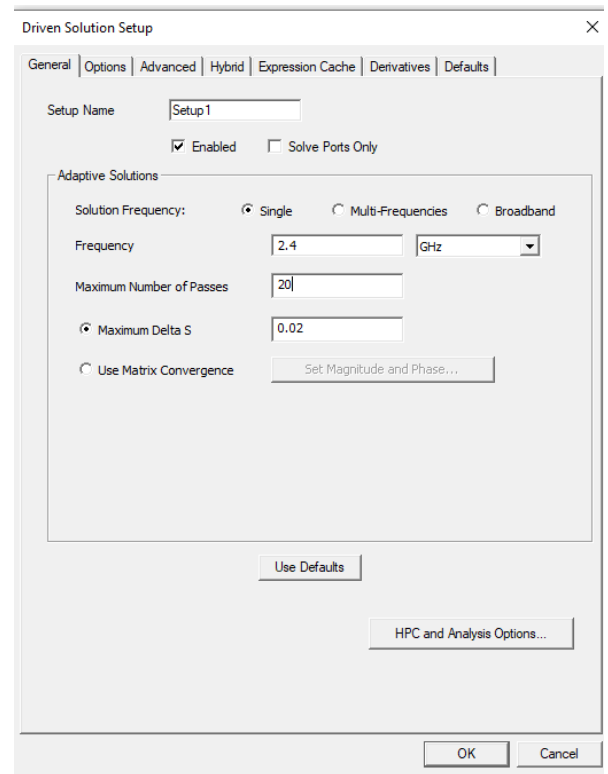 Driven Solution Setup
General Options Advanced Hybrid Expression Cache Derivatives Defaults
Setup Name Setup1
Enabled Solve Ports Only
Adaptive Solutions
Solution Frequency: Single Multi-Frequencies Broadband
Frequency 2.4 GHz
Maximum Number of Passes 20
Maximum Delta S 0.02
Use Matrix Convergence Set Magnitude and Phase...
Use Defaults
HPC and Analysis Options...
OK Cancel